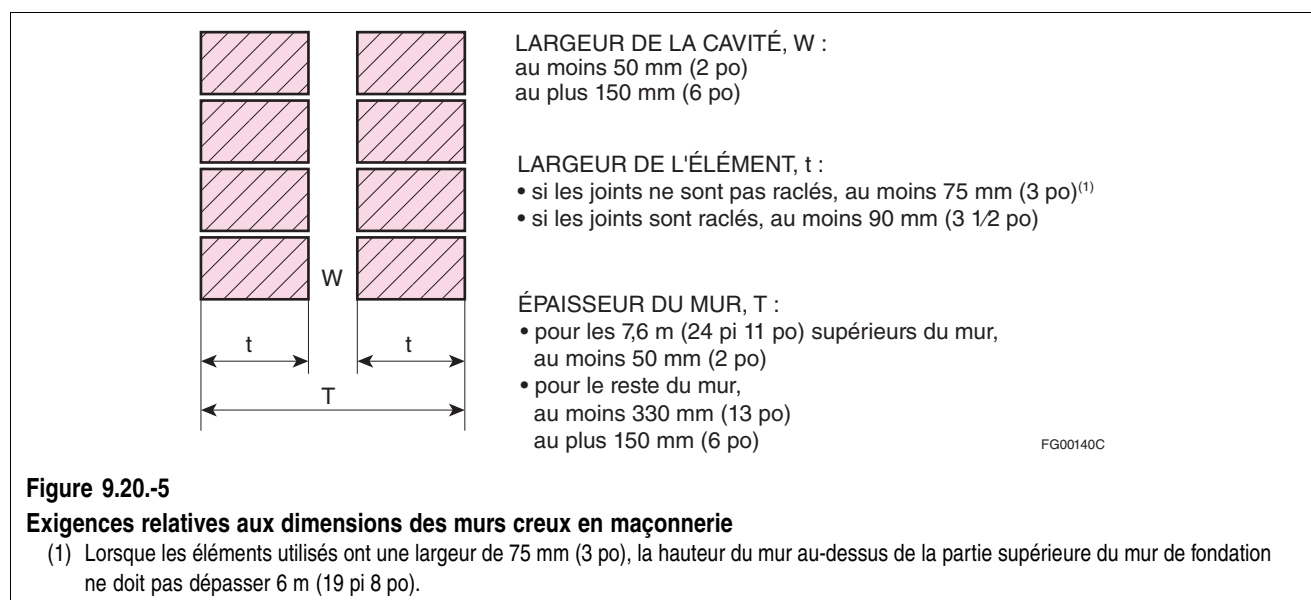 LARGEUR DE LA CAVITÉ, W :
au moins 50 mm (2 po)
au plus 150 mm (6 po)
LARGEUR DE L'ÉLÉMENT, t :
• si les joints ne sont pas raclés, au moins 75 mm (3 po)(1)
• si les joints sont raclés, au moins 90 mm (3 1/2 po)
W
t
t
T
ÉPAISSEUR DU MUR, T :
• pour les 7,6 m (24 pi 11 po) supérieurs du mur,
au moins 50 mm (2 po)
• pour le reste du mur,
au moins 330 mm (13 po)
au plus 150 mm (6 po)
FG00140C
Figure 9.20.-5
Exigences relatives aux dimensions des murs creux en maçonnerie
(1) Lorsque les éléments utilisés ont une largeur de 75 mm (3 po), la hauteur du mur au-dessus de la partie supérieure du mur de fondation
ne doit pas dépasser 6 m (19 pi 8 po).